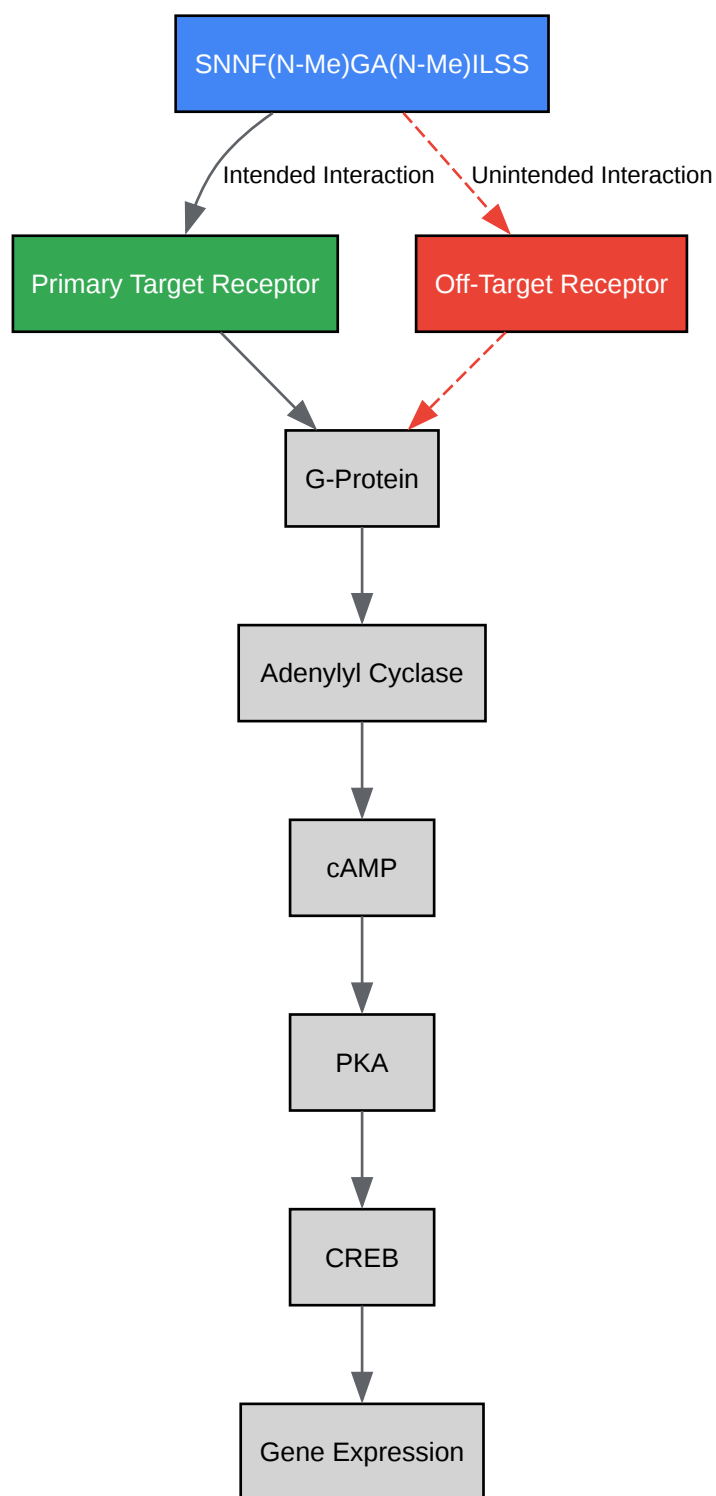 SNNF(N-Me)GA(N-Me)ILSS
Intended Interaction
Unintended Interaction
Primary Target Receptor
Off-Target Receptor
G-Protein
Adenylyl Cyclase
cAMP
PKA
CREB
Gene Expression